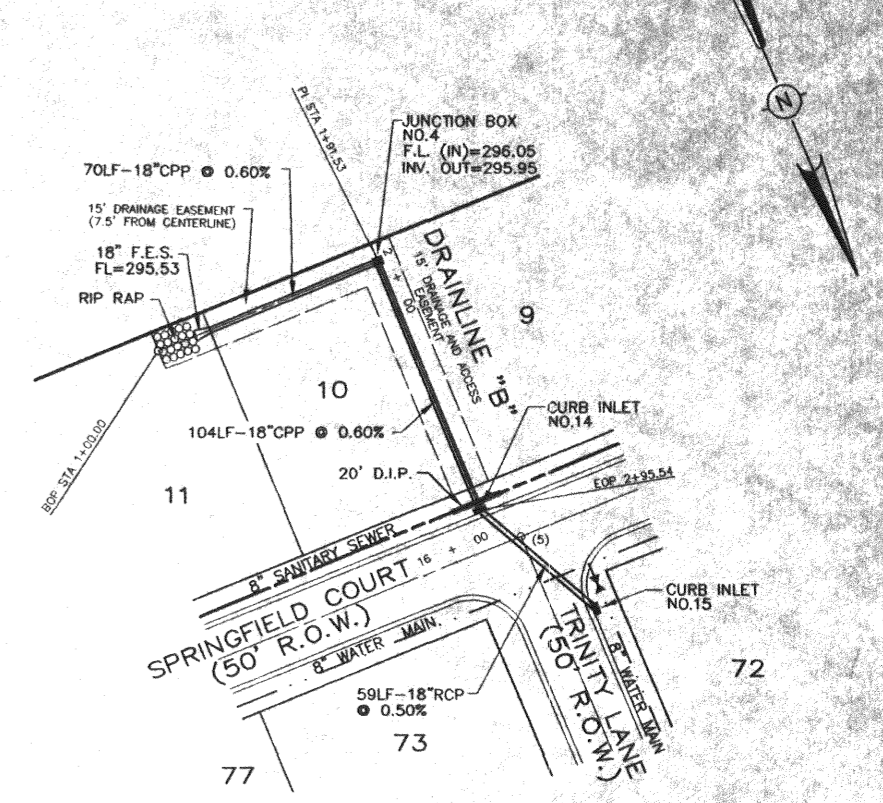 N
PI STA 1+91.53
JUNCTION BOX
NO.4
F.L. (IN)=296.05
INV. OUT=295.95
70LF-18"CPP @ 0.60%
15' DRAINAGE EASEMENT
(7.5' FROM CENTERLINE)
18" F.E.S.
FL=295.53
RIP RAP
2 + 00
DRAINLINE "B"
15' DRAINAGE AND ACCESS
EASEMENT
9
10
104LF-18"CPP @ 0.60%
CURB INLET
NO.14
20' D.I.P.
EOP 2+95.54
BOP STA 1+00.00
11
8" SANITARY SEWER
16 + 00
(5)
SPRINGFIELD COURT
(50' R.O.W.)
8" WATER MAIN
CURB INLET
NO.15
TRINITY LANE
(50' R.O.W.)
8" WATER MAIN
72
59LF-18"RCP
@ 0.50%
73
77